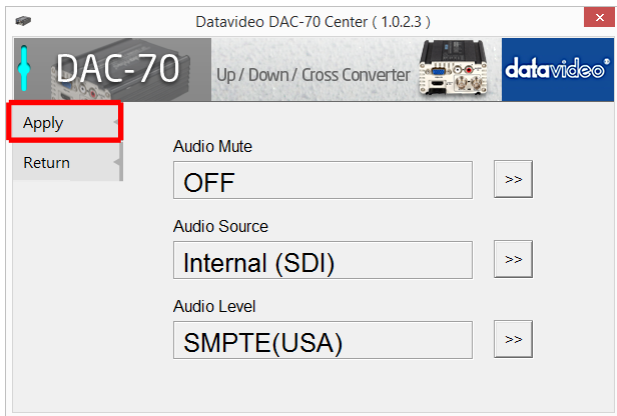 Datavideo DAC-70 Center ( 1.0.2.3 )
DAC-70
Up / Down / Cross Converter
datavideo®
Apply
Return
Audio Mute
OFF
>>
Audio Source
Internal (SDI)
>>
Audio Level
SMPTE(USA)
>>